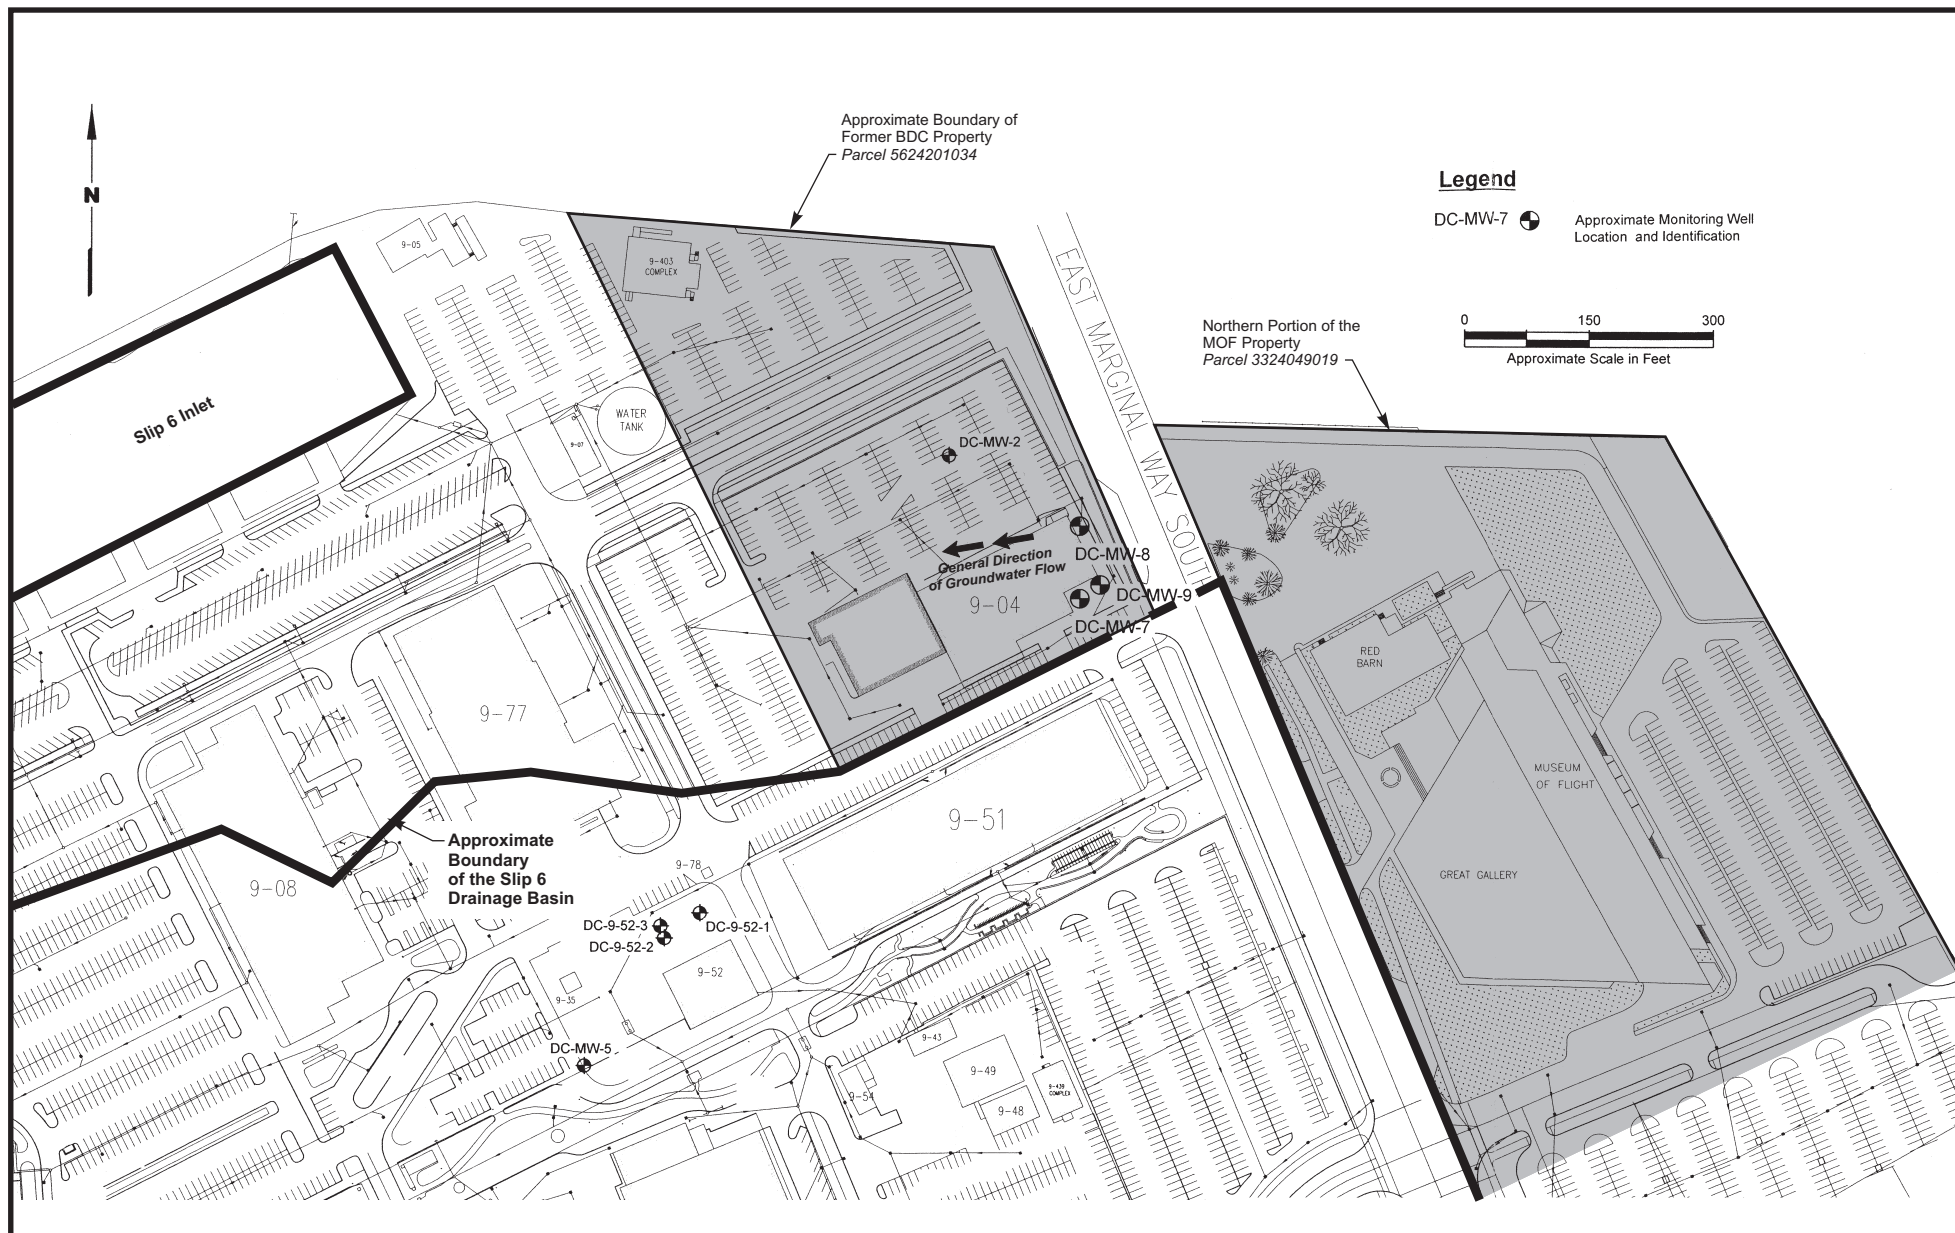 Approximate Boundary of
Former BDC Property
Parcel 5624201034
N
Legend
DC-MW-7
Approximate Monitoring Well
Location and Identification
0 150 300
Approximate Scale in Feet
Northern Portion of the
MOF Property
Parcel 3324049019
EAST MARGINAL WAY SOUTH
9-05
9-403
COMPLEX
Slip 6 Inlet
WATER
TANK
9-07
DC-MW-2
DC-MW-8
General Direction
of Groundwater Flow
9-04
DC-MW-9
DC-MW-7
RED
BARN
9-77
MUSEUM
OF FLIGHT
9-51
GREAT GALLERY
Approximate
Boundary
of the Slip 6
Drainage Basin
9-08
9-78
DC-9-52-3
DC-9-52-1
DC-9-52-2
9-52
9-35
DC-MW-5
9-43
9-49
9-48
9-54
9-439
COMPLEX